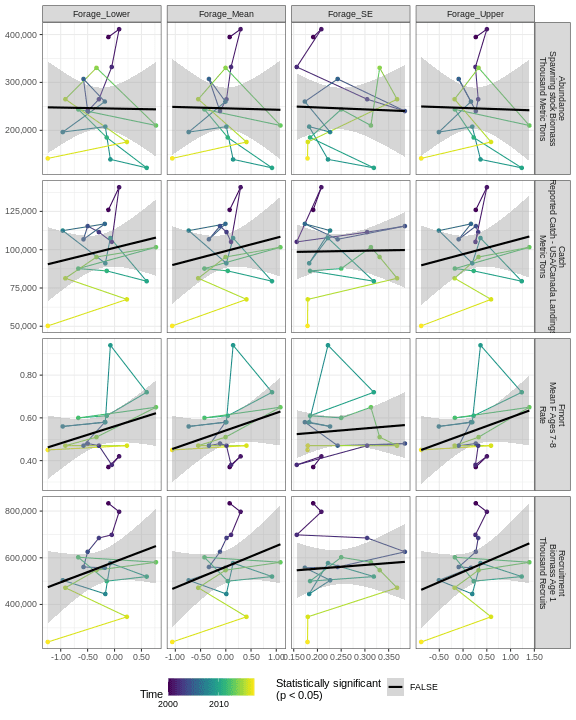 Forage_Lower Forage_Mean Forage_SE Forage_Upper
400,000
300,000
200,000
Abundance
Spawning stock Biomass
Thousand Metric Tons
125,000
100,000
75,000
50,000
Catch
Reported Catch - USA/Canada Landings
Metric Tons
0.80
0.60
0.40
Fmort
Mean F Ages 7-8
Rate
800,000
600,000
400,000
Recruitment
Biomass Age 1
Thousand Recruits
-1.00 -0.50 0.00 0.50 -1.00 -0.50 0.00 0.50 1.00 0.150 0.200 0.250 0.300 0.350 -0.50 0.00 0.50 1.00 1.50
Time
2000 2010
Statistically significant
(p < 0.05)
FALSE